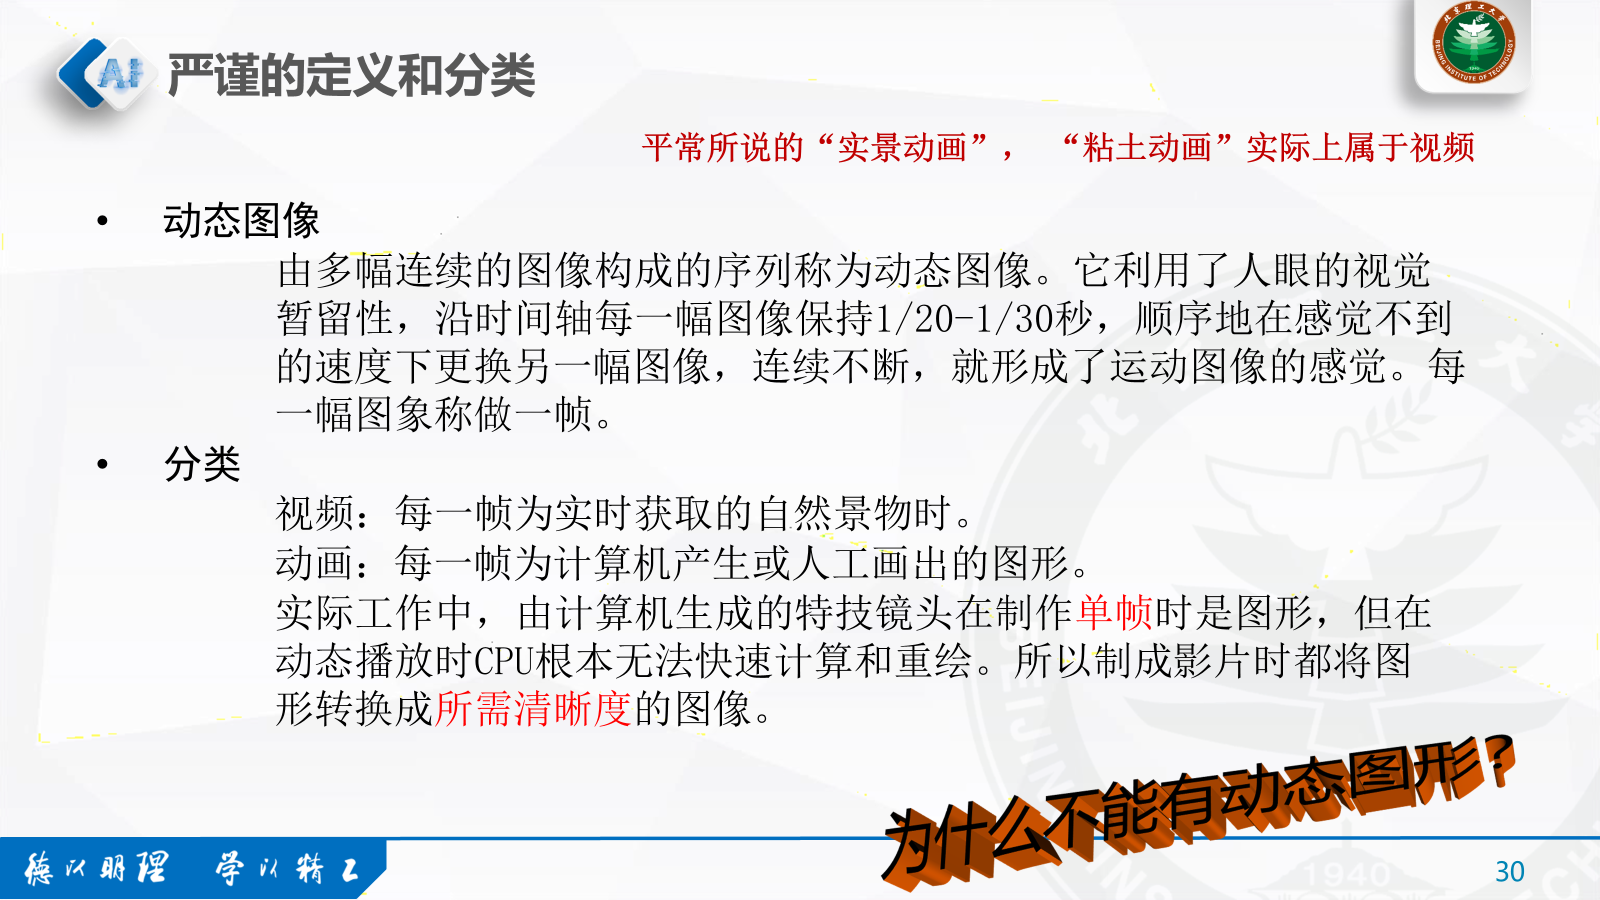 AI
严谨的定义和分类
北京理工大学
BEIJING INSTITUTE OF TECHNOLOGY
1940
平常所说的“实景动画”, “粘土动画”实际上属于视频
• 动态图像
由多幅连续的图像构成的序列称为动态图像。它利用了人眼的视觉
暂留性，沿时间轴每一幅图像保持1/20-1/30秒，顺序地在感觉不到
的速度下更换另一幅图像，连续不断，就形成了运动图像的感觉。每
一幅图象称做一帧。
• 分类
视频：每一帧为实时获取的自然景物时。
动画：每一帧为计算机产生或人工画出的图形。
实际工作中，由计算机生成的特技镜头在制作单帧时是图形，但在
动态播放时CPU根本无法快速计算和重绘。所以制成影片时都将图
形转换成所需清晰度的图像。
为什么不能有动态图形?
德以明理 学以精工
1940
30